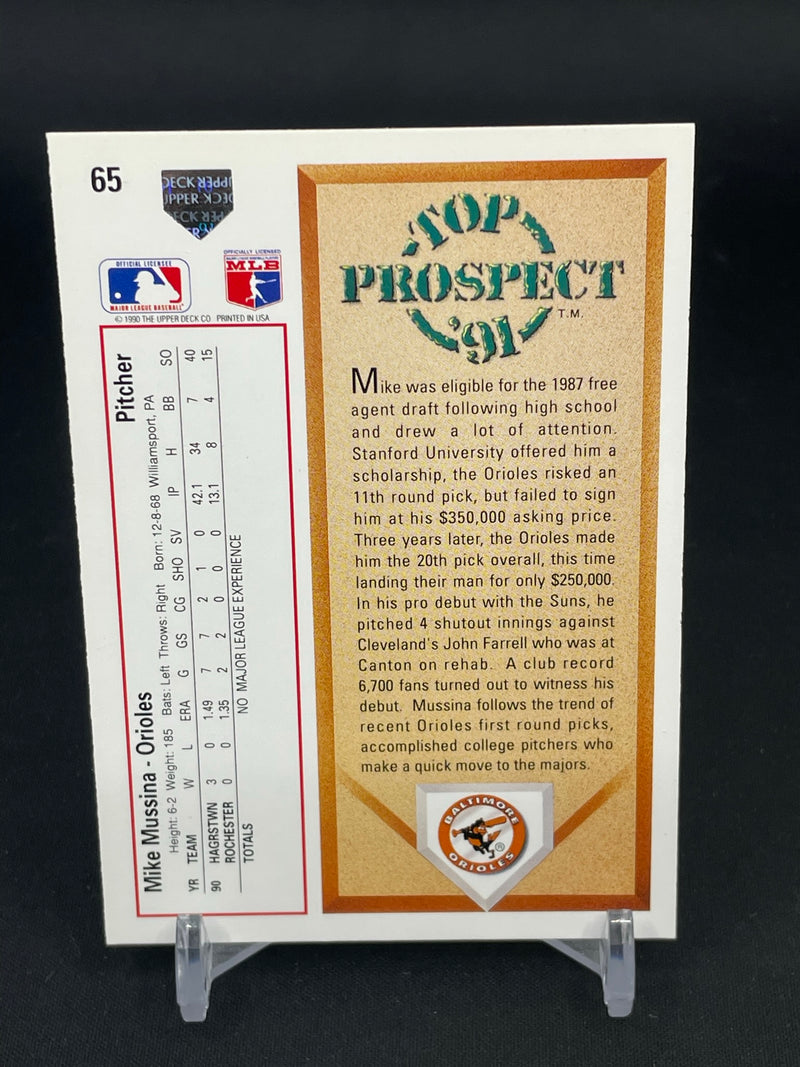 65
DECK UPPER
UPPER DECK
DECK UPPER
UPPER
OFFICIAL LICENSEE
MAJOR LEAGUE BASEBALL
OFFICIALLY LICENSED
MAJOR LEAGUE BASEBALL PLAYERS
MLB
© 1990 THE UPPER DECK CO. PRINTED IN USA
Mike Mussina - Orioles Pitcher
Height: 6-2 Weight: 185 Bats: Left Throws: Right Born: 12-8-68 Williamsport, PA
YR TEAM W L ERA G GS CG SHO SV IP H BB SO
90 HAGRSTWN 3 0 1.49 7 7 2 1 0 42.1 34 7 40
ROCHESTER 0 0 1.35 2 2 0 0 0 13.1 8 4 15
TOTALS NO MAJOR LEAGUE EXPERIENCE
TOP
PROSPECT
'91
T.M.
Mike was eligible for the 1987 free
agent draft following high school
and drew a lot of attention.
Stanford University offered him a
scholarship, the Orioles risked an
11th round pick, but failed to sign
him at his $350,000 asking price.
Three years later, the Orioles made
him the 20th pick overall, this time
landing their man for only $250,000.
In his pro debut with the Suns, he
pitched 4 shutout innings against
Cleveland's John Farrell who was at
Canton on rehab. A club record
6,700 fans turned out to witness his
debut. Mussina follows the trend of
recent Orioles first round picks,
accomplished college pitchers who
make a quick move to the majors.
BALTIMORE
ORIOLES
®